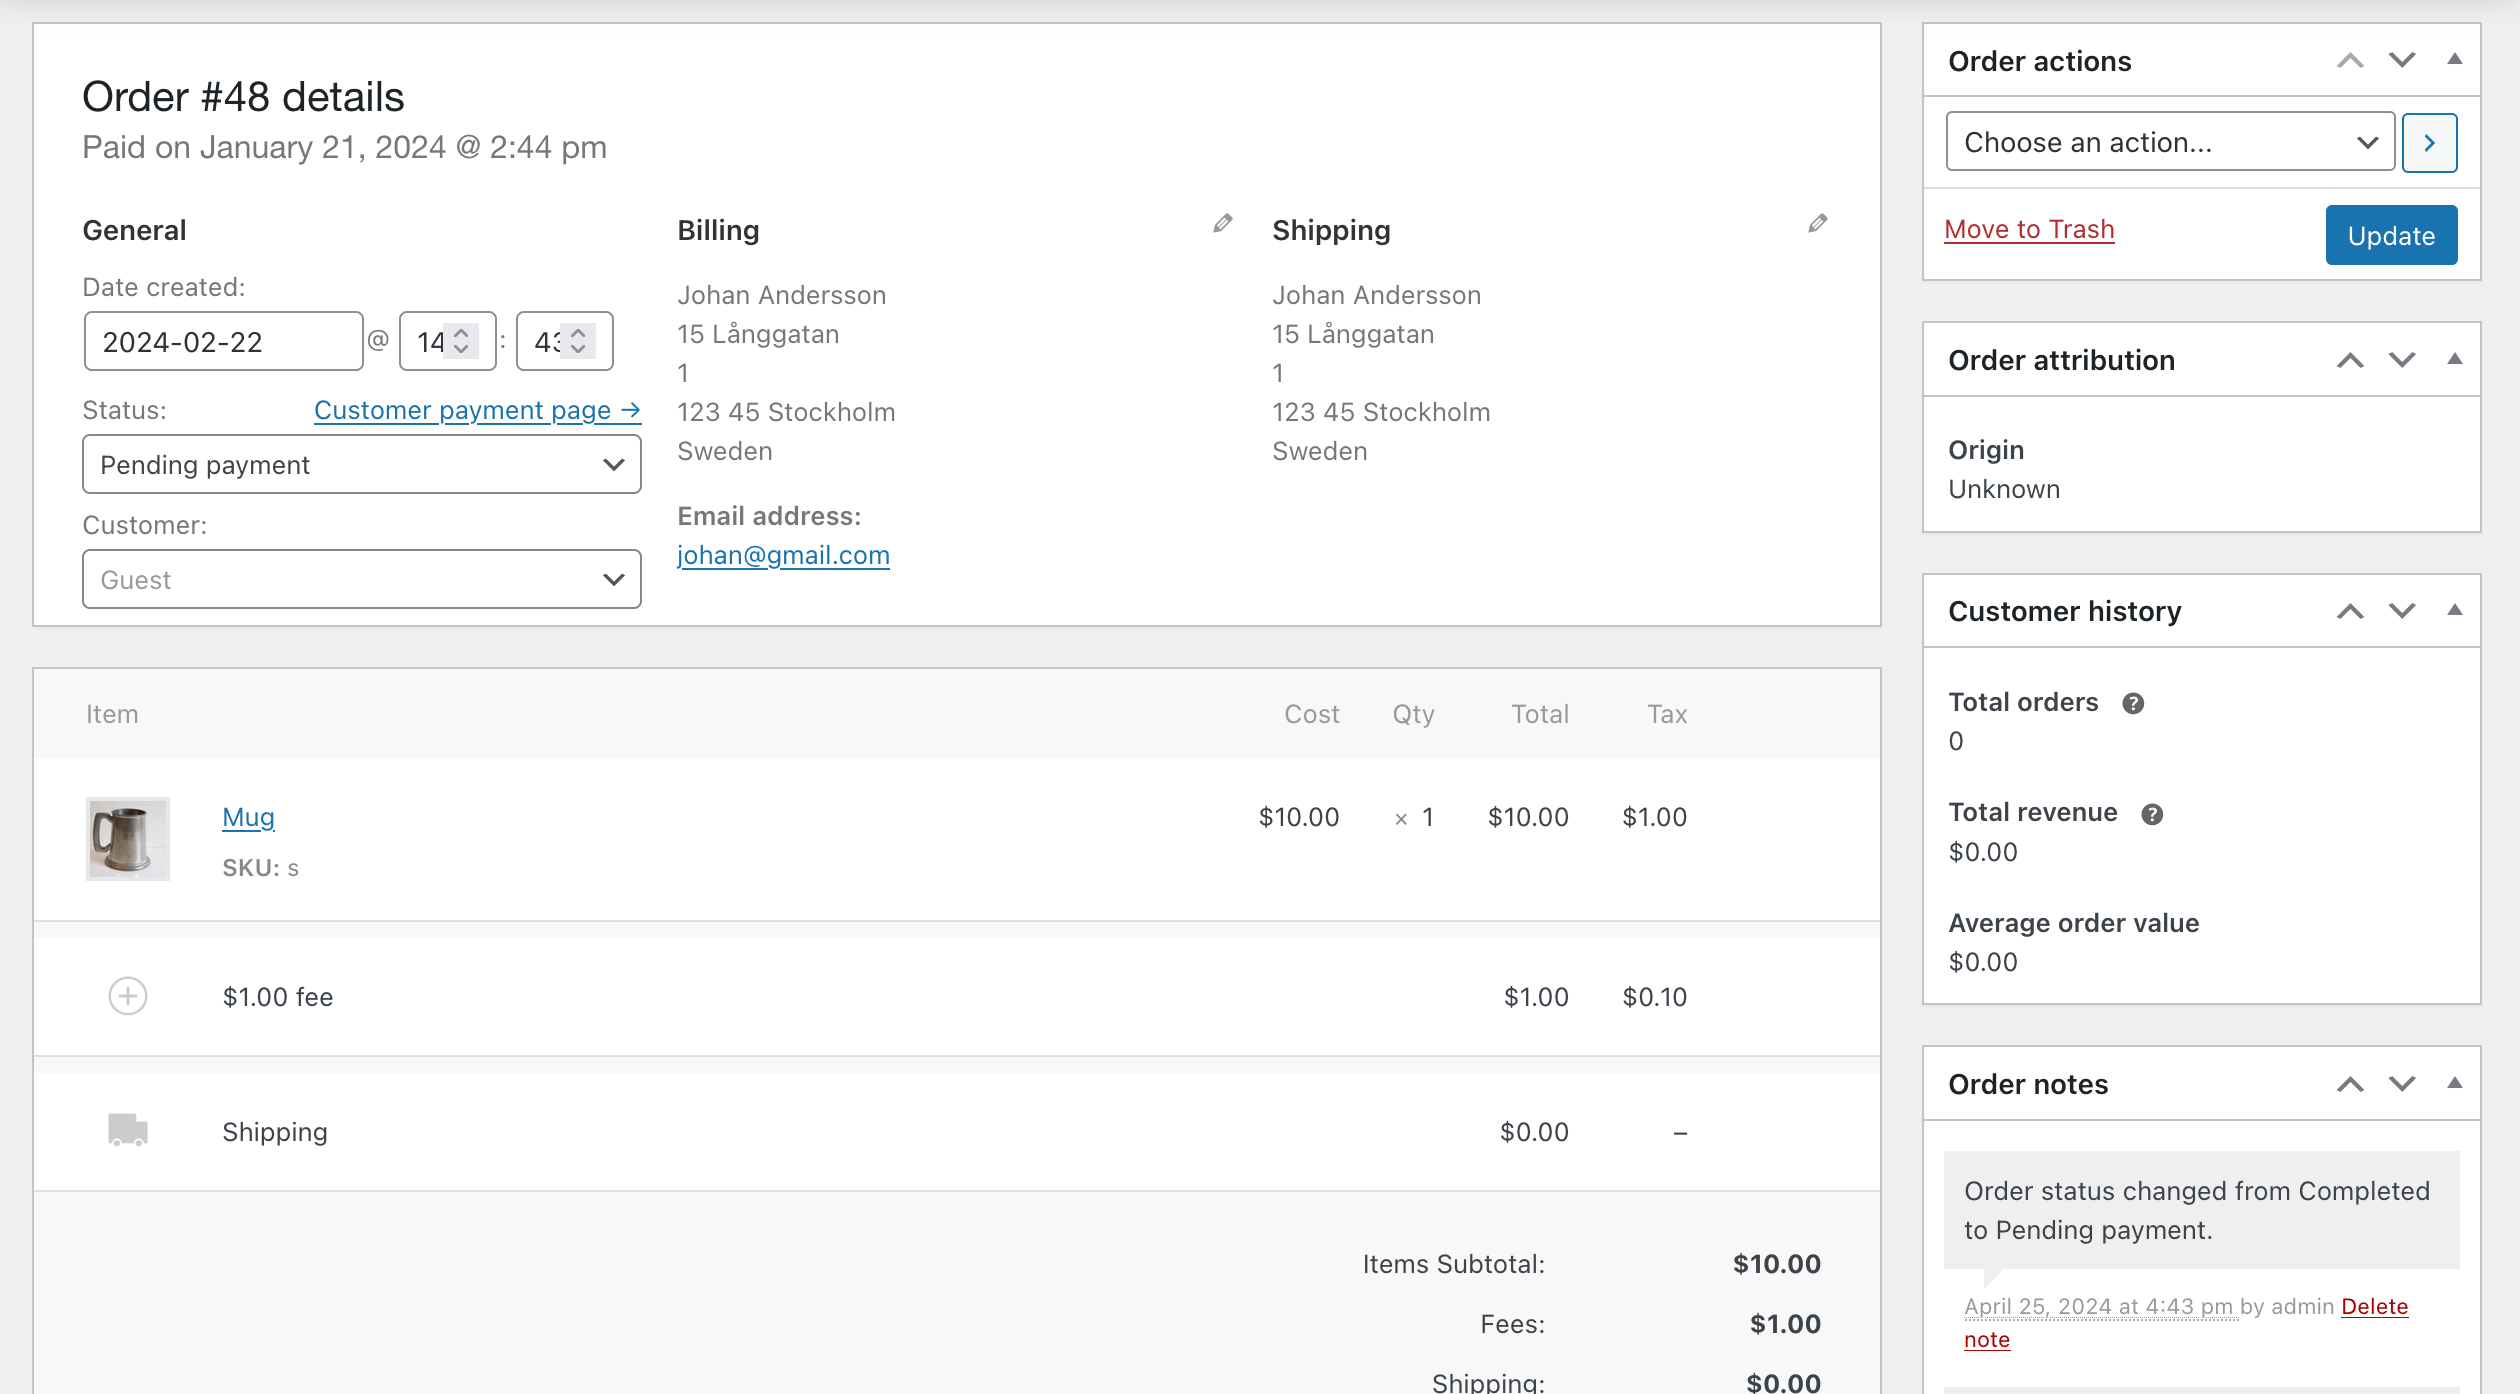 Order #48 details
Paid on January 21, 2024 @ 2:44 pm
General
Date created:
2024-02-22 @ 14 : 43
Status: Customer payment page →
Pending payment
Customer:
Guest
Billing
Johan Andersson
15 Långgatan
1
123 45 Stockholm
Sweden
Email address:
johan@gmail.com
Shipping
Johan Andersson
15 Långgatan
1
123 45 Stockholm
Sweden
Item Cost Qty Total Tax
Mug $10.00 × 1 $10.00 $1.00
SKU: s
$1.00 fee $1.00 $0.10
Shipping $0.00 –
Items Subtotal: $10.00
Fees: $1.00
Shipping: $0.00
Order actions
Choose an action...
Move to Trash Update
Order attribution
Origin
Unknown
Customer history
Total orders ?
0
Total revenue ?
$0.00
Average order value
$0.00
Order notes
Order status changed from Completed
to Pending payment.
April 25, 2024 at 4:43 pm by admin Delete
note